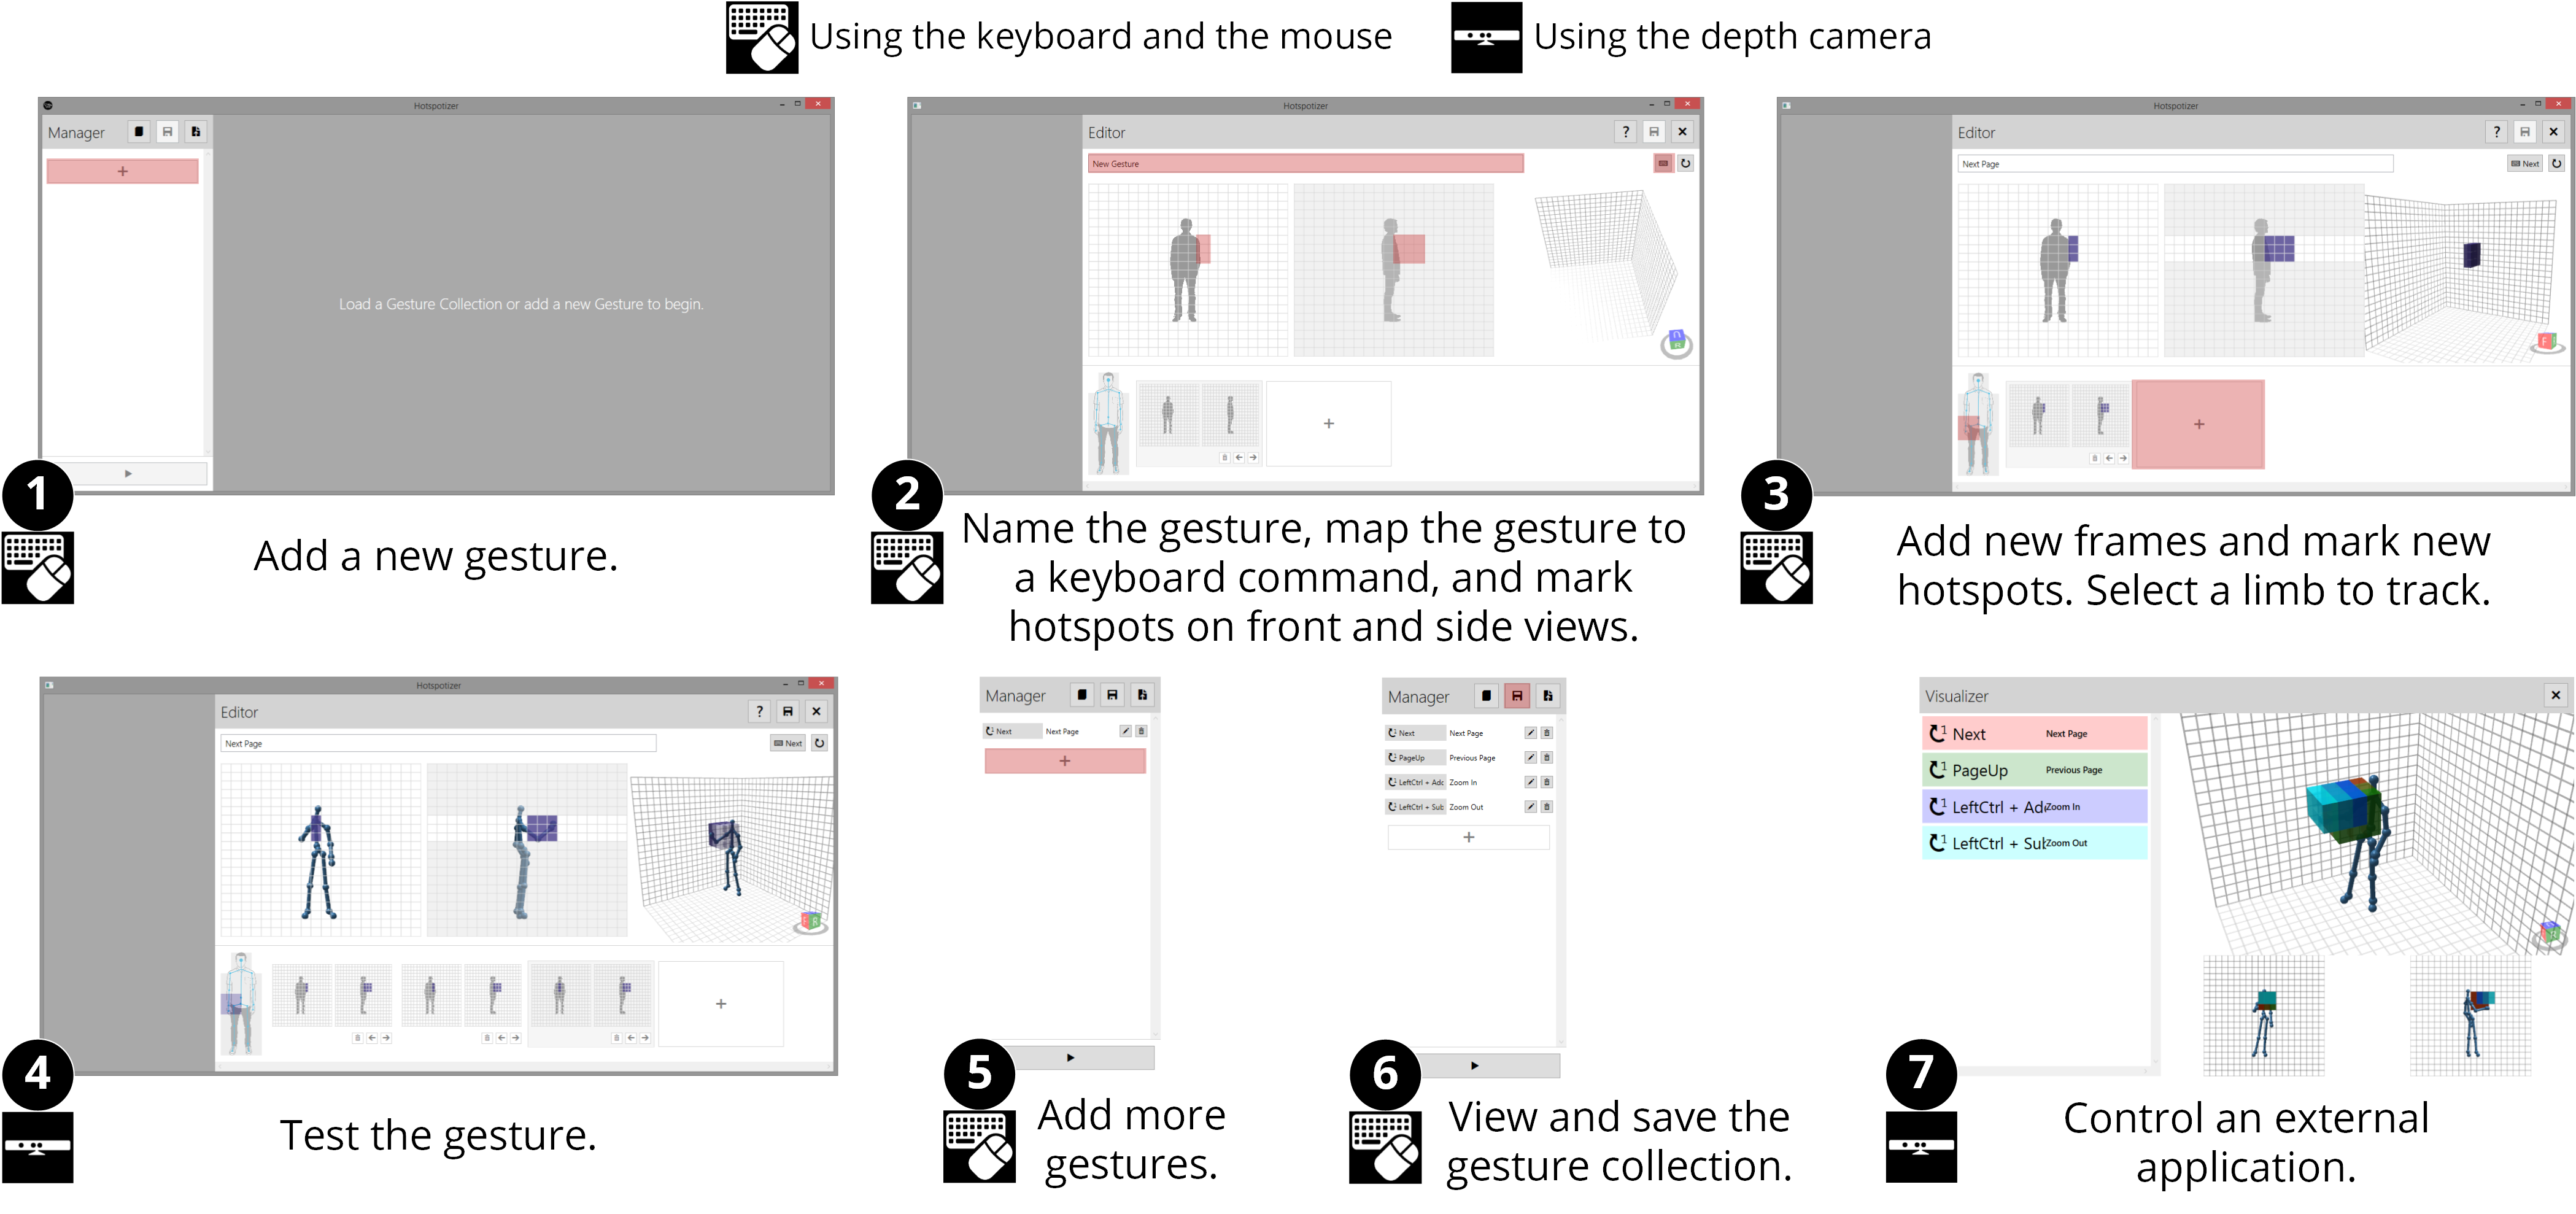 Using the keyboard and the mouse
Using the depth camera
Hotspotizer
Manager
+
Load a Gesture Collection or add a new Gesture to begin.
1
Add a new gesture.
Hotspotizer
Editor
?
New Gesture
+
2
Name the gesture, map the gesture to
a keyboard command, and mark
hotspots on front and side views.
Hotspotizer
Editor
?
Next Page
Next
F
+
3
Add new frames and mark new
hotspots. Select a limb to track.
Hotspotizer
Editor
?
Next Page
Next
+
4
Test the gesture.
Manager
Next Next Page
+
5
Add more
gestures.
Manager
Next Next Page
PageUp Previous Page
LeftCtrl + Adc Zoom In
LeftCtrl + Sub Zoom Out
+
6
View and save the
gesture collection.
Visualizer
1 Next Next Page
1 PageUp Previous Page
1 LeftCtrl + Ad Zoom In
1 LeftCtrl + Sul Zoom Out
7
Control an external
application.